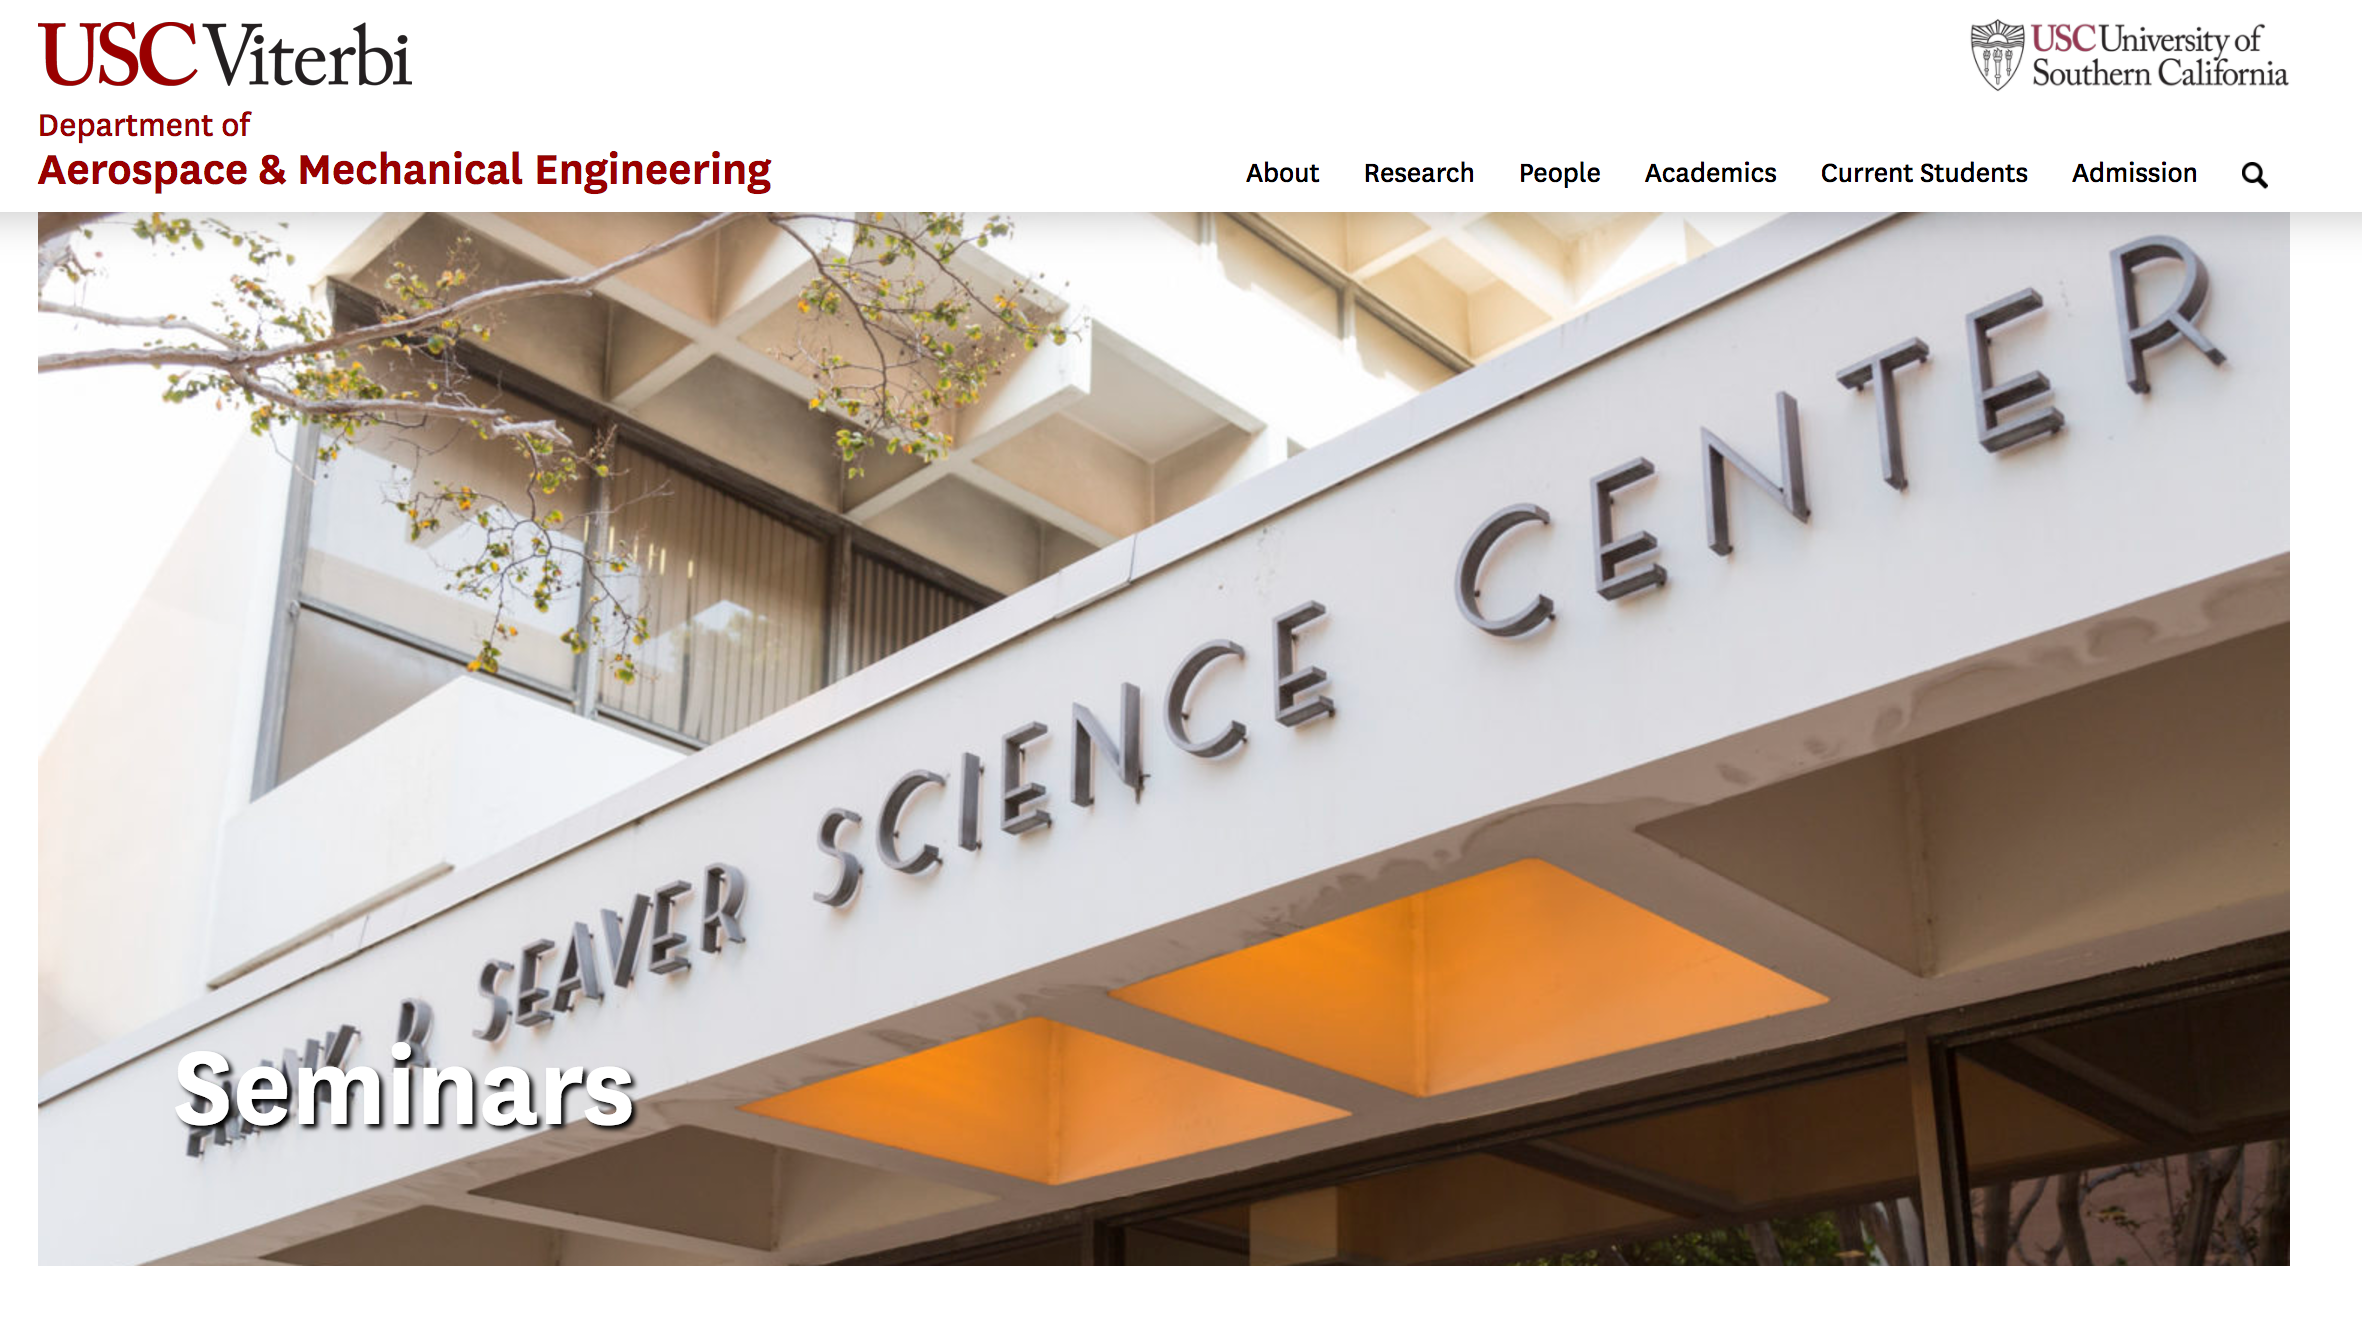 USC Viterbi
USC University of
Southern California
Department of
Aerospace & Mechanical Engineering
About Research People Academics Current Students Admission
SEAVER SCIENCE CENTER
Seminars